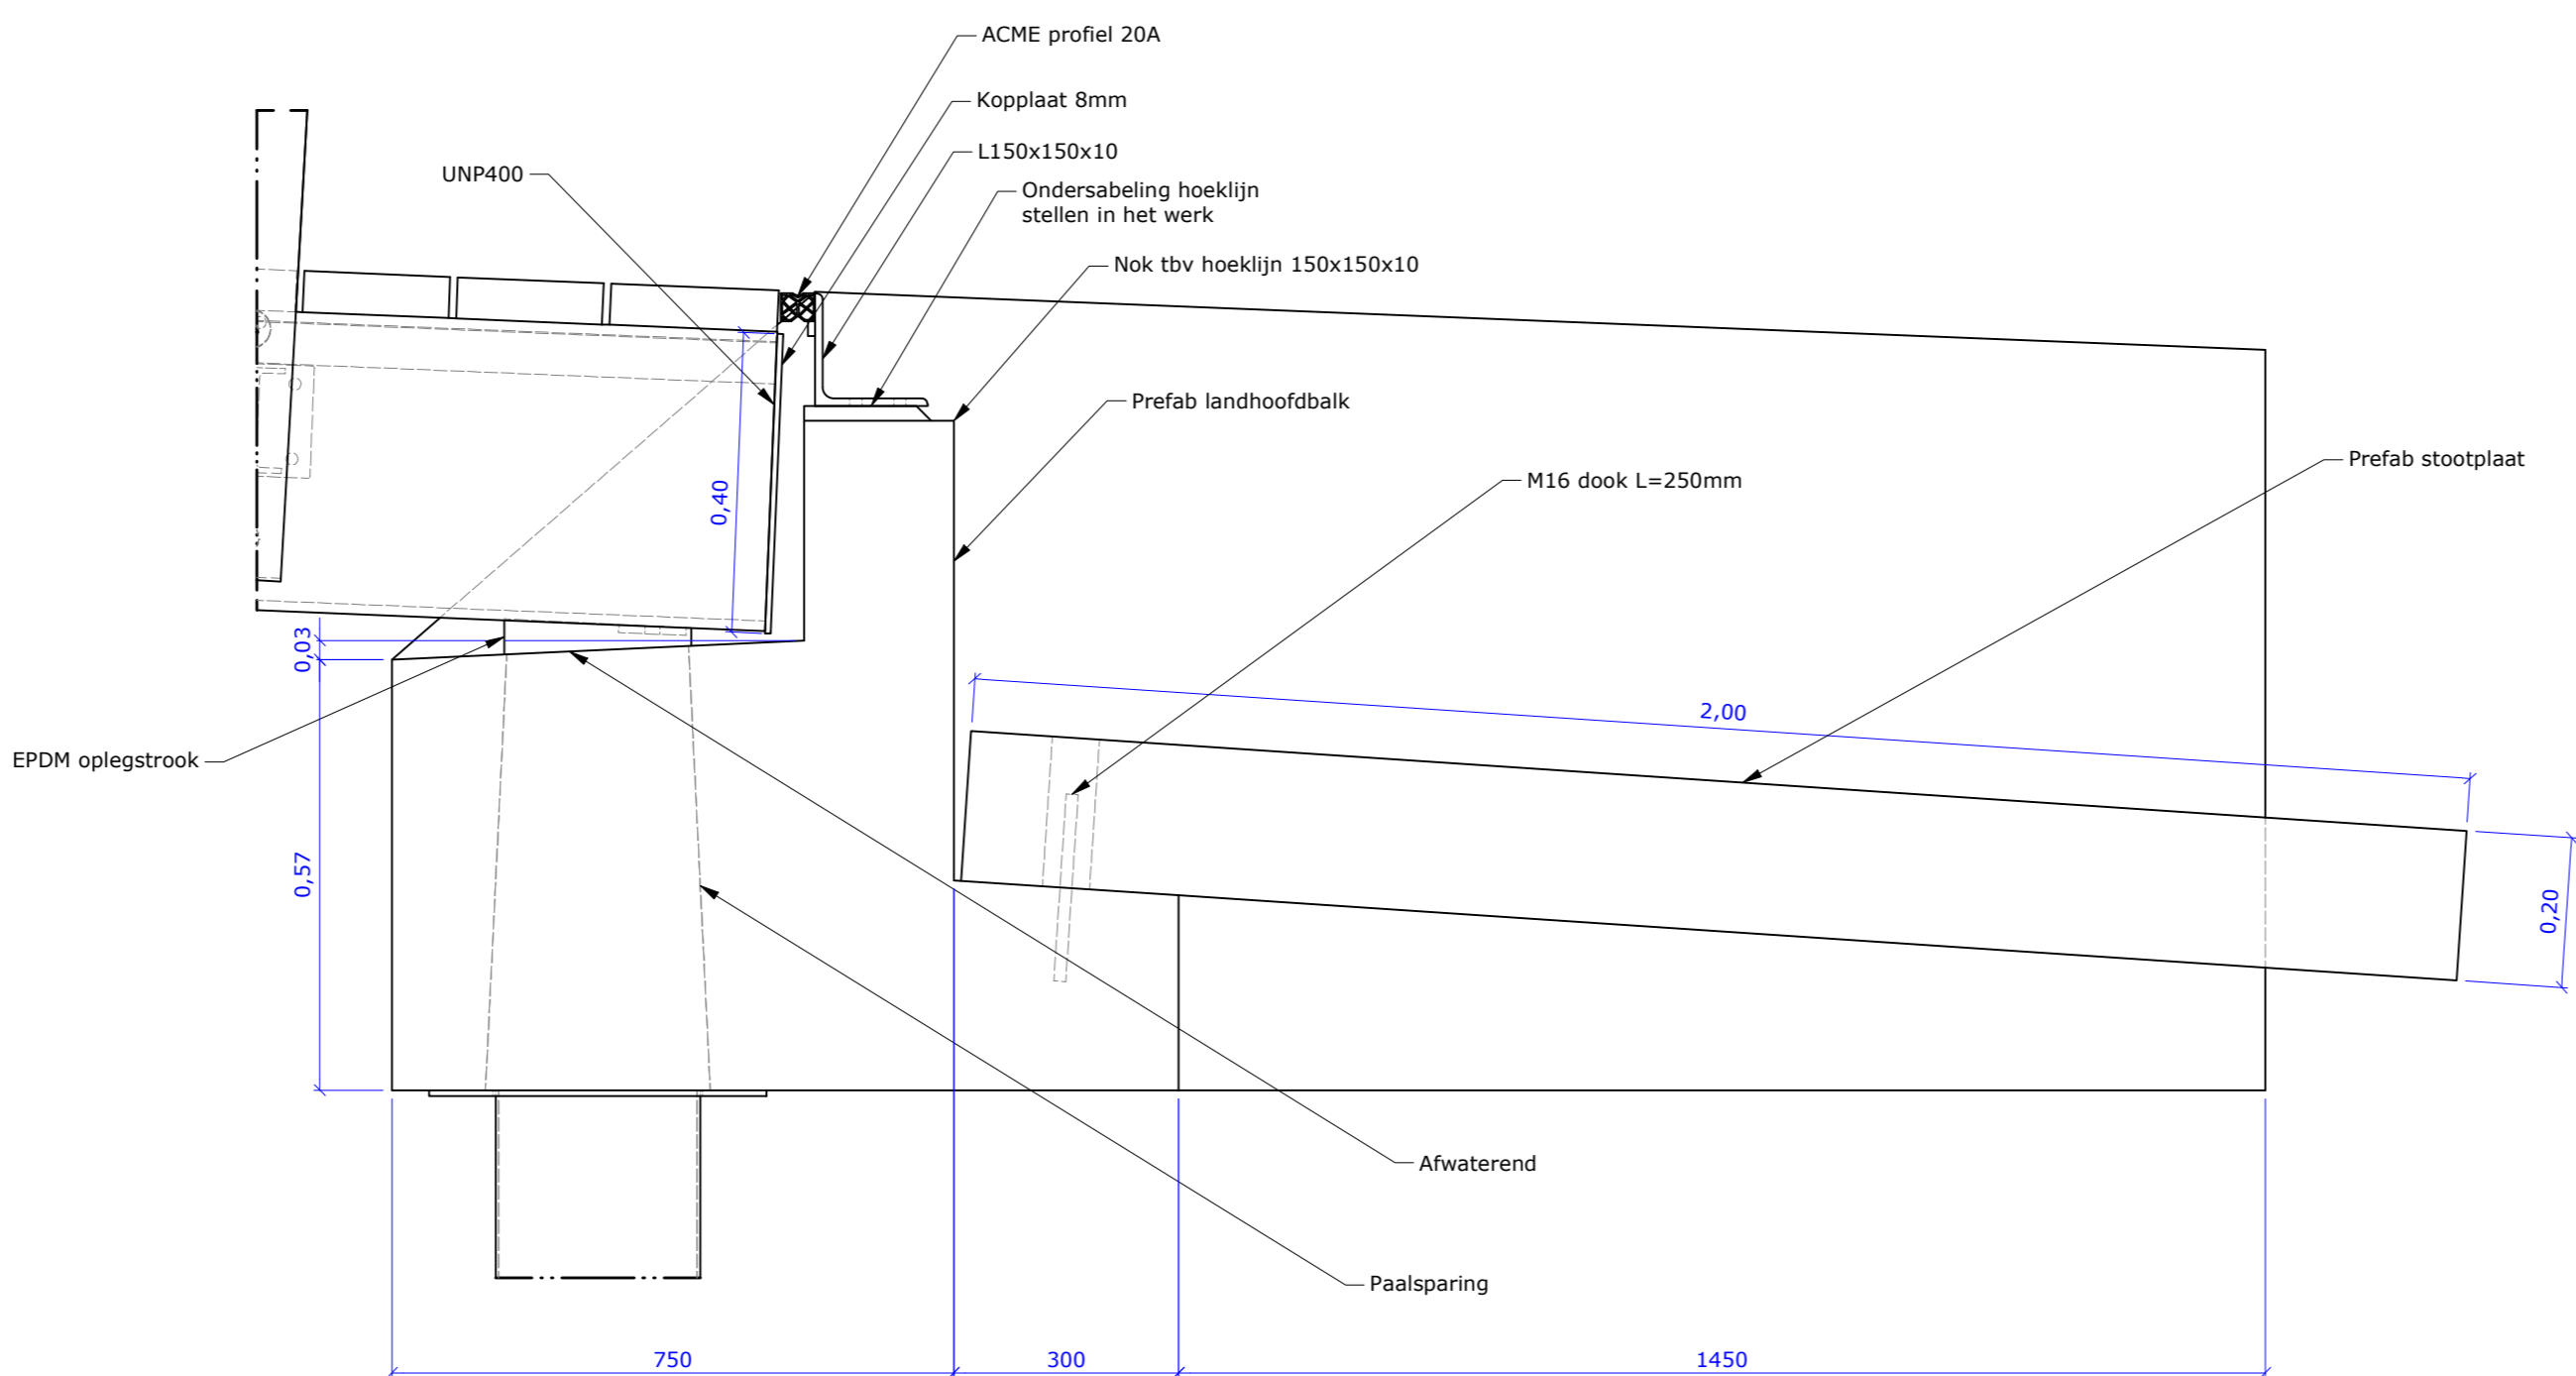 ACME profiel 20A
Kopplaat 8mm
L150x150x10
UNP400
Ondersabeling hoeklijn
stellen in het werk
Nok tbv hoeklijn 150x150x10
Prefab landhoofdbalk
Prefab stootplaat
M16 dook L=250mm
0,40
0,03
2,00
EPDM oplegstrook
0,57
0,20
Afwaterend
Paalsparing
750
300
1450